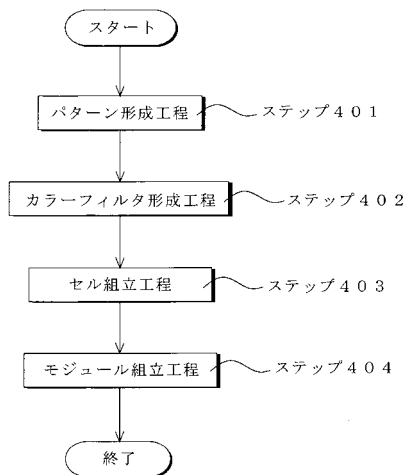 スタート
パターン形成工程 ステップ401
カラーフィルタ形成工程 ステップ402
セル組立工程 ステップ403
モジュール組立工程 ステップ404
終了